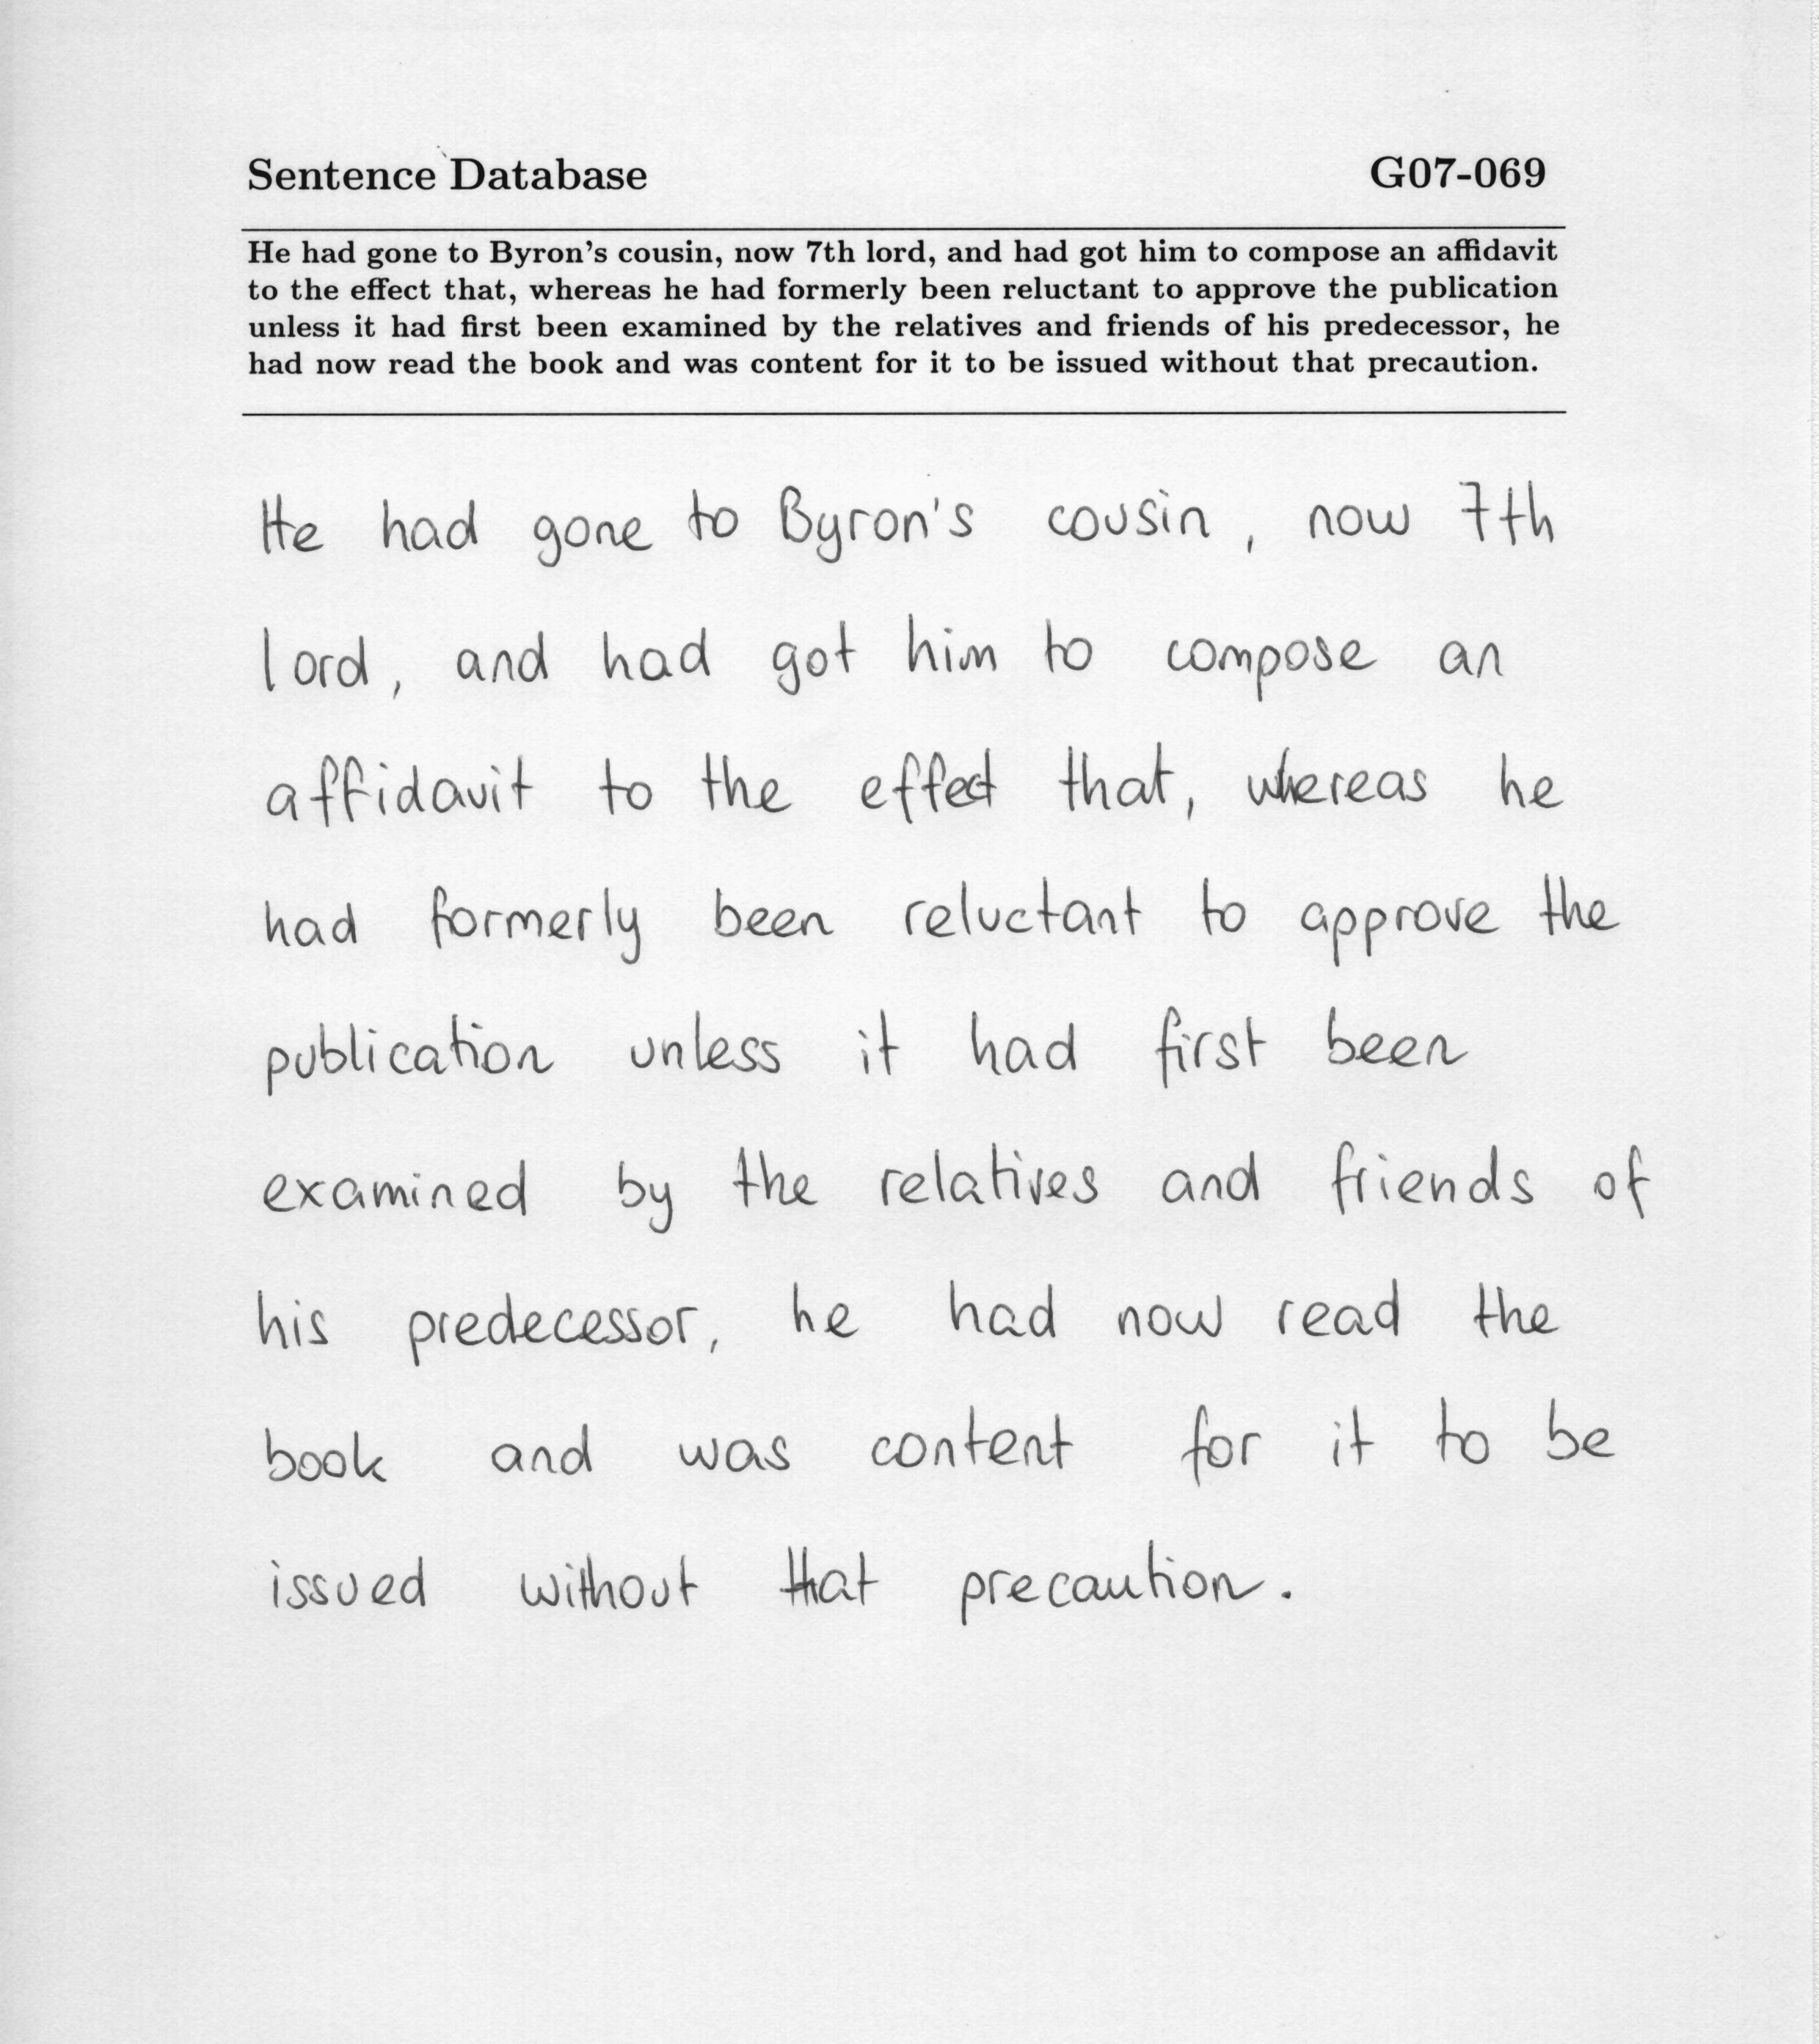 Sentence Database G07-069
He had gone to Byron's cousin, now 7th lord, and had got him to compose an affidavit
to the effect that, whereas he had formerly been reluctant to approve the publication
unless it had first been examined by the relatives and friends of his predecessor, he
had now read the book and was content for it to be issued without that precaution.
He had gone to Byron's cousin, now 7th
lord, and had got him to compose an
affidavit to the effect that, whereas he
had formerly been reluctant to approve the
publication unless it had first been
examined by the relatives and friends of
his predecessor, he had now read the
book and was content for it to be
issued without that precaution.